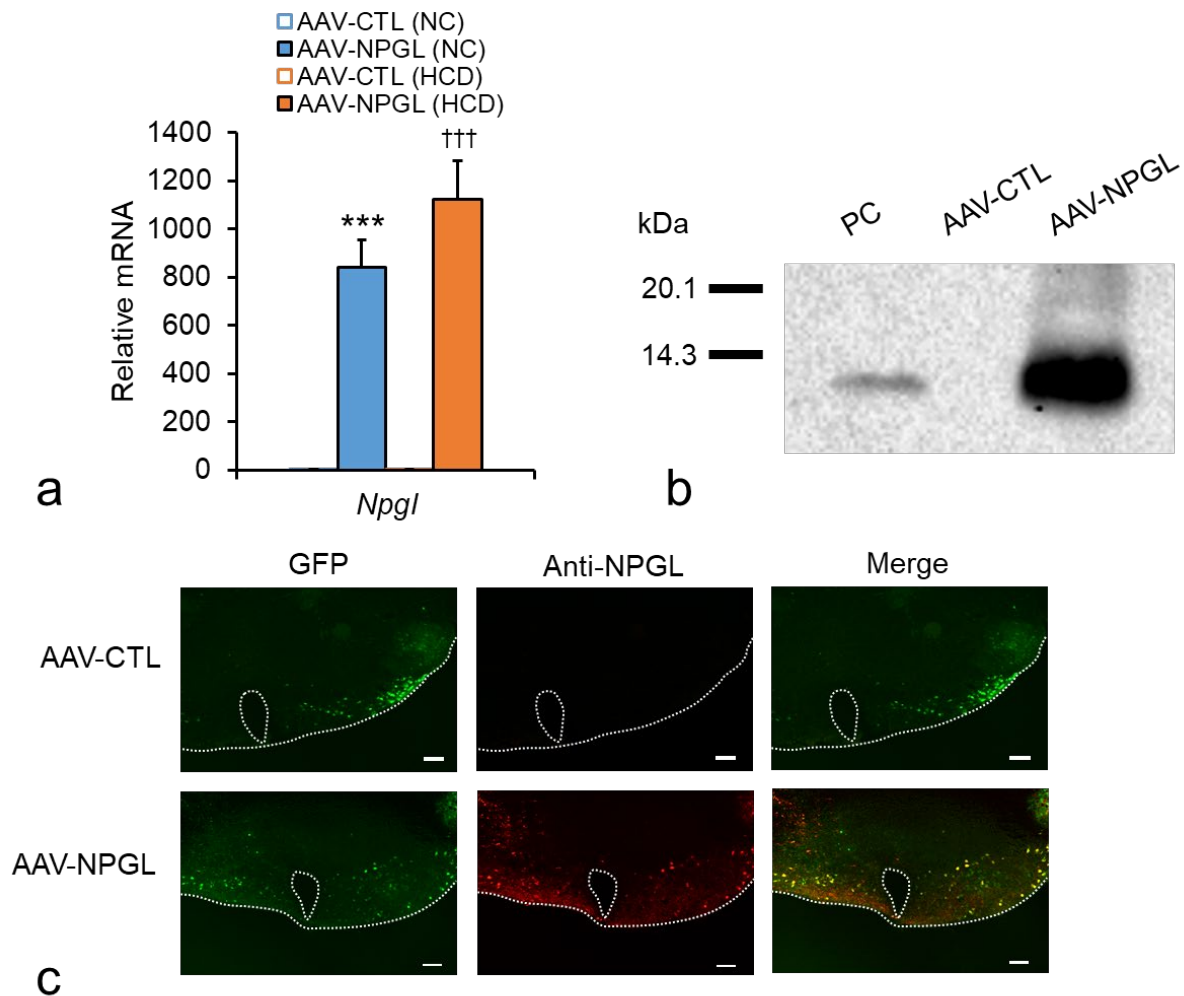 AAV-CTL (NC)
AAV-NPGL (NC)
AAV-CTL (HCD)
AAV-NPGL (HCD)
1400
1200
1000
800
600
400
200
0
Relative mRNA
***
†††
Npgl
a
kDa
PC
AAV-CTL
AAV-NPGL
20.1
14.3
b
GFP
Anti-NPGL
Merge
AAV-CTL
AAV-NPGL
c